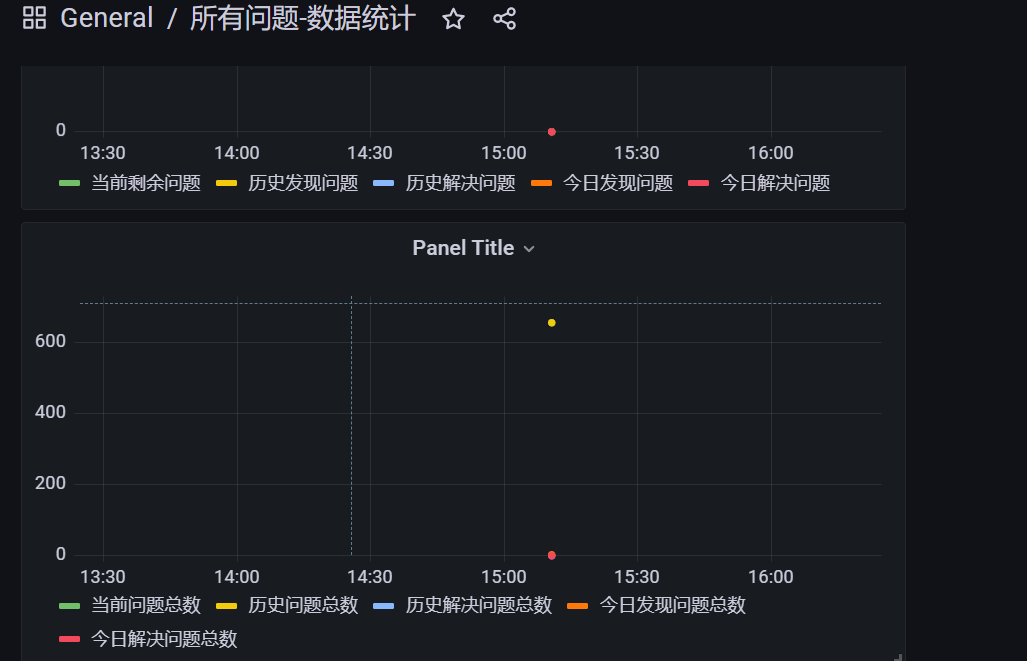 General / 所有问题-数据统计
0
13:30 14:00 14:30 15:00 15:30 16:00
当前剩余问题 历史发现问题 历史解决问题 今日发现问题 今日解决问题
Panel Title
600
400
200
0
13:30 14:00 14:30 15:00 15:30 16:00
当前问题总数 历史问题总数 历史解决问题总数 今日发现问题总数
今日解决问题总数